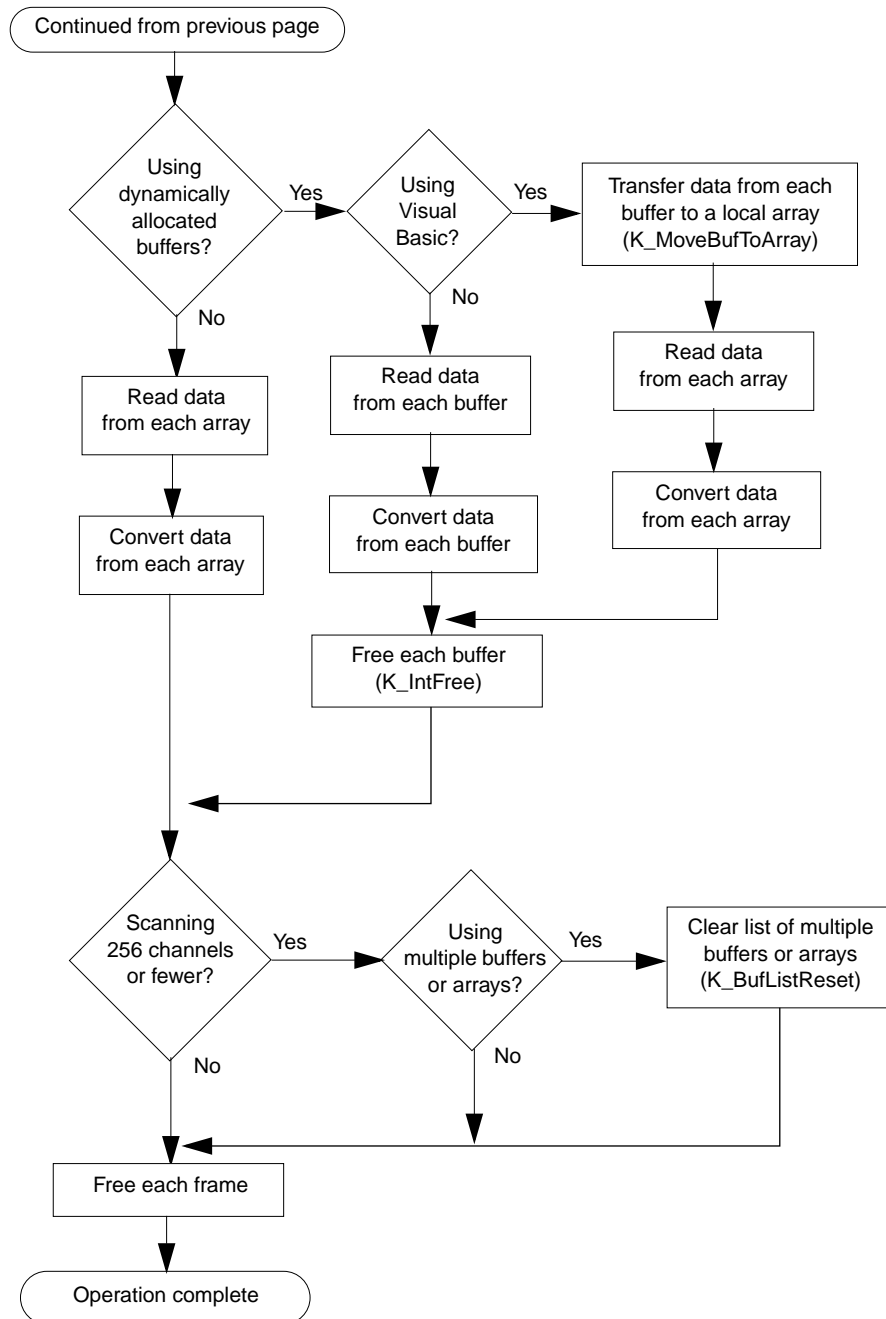 Continued from previous page
Using
dynamically
allocated
buffers?
Yes
No
Using
Visual
Basic?
Yes
No
Transfer data from each
buffer to a local array
(K_MoveBufToArray)
Read data
from each array
Read data
from each buffer
Read data
from each array
Convert data
from each array
Convert data
from each buffer
Convert data
from each array
Free each buffer
(K_IntFree)
Scanning
256 channels
or fewer?
Yes
No
Using
multiple buffers
or arrays?
Yes
No
Clear list of multiple
buffers or arrays
(K_BufListReset)
Free each frame
Operation complete